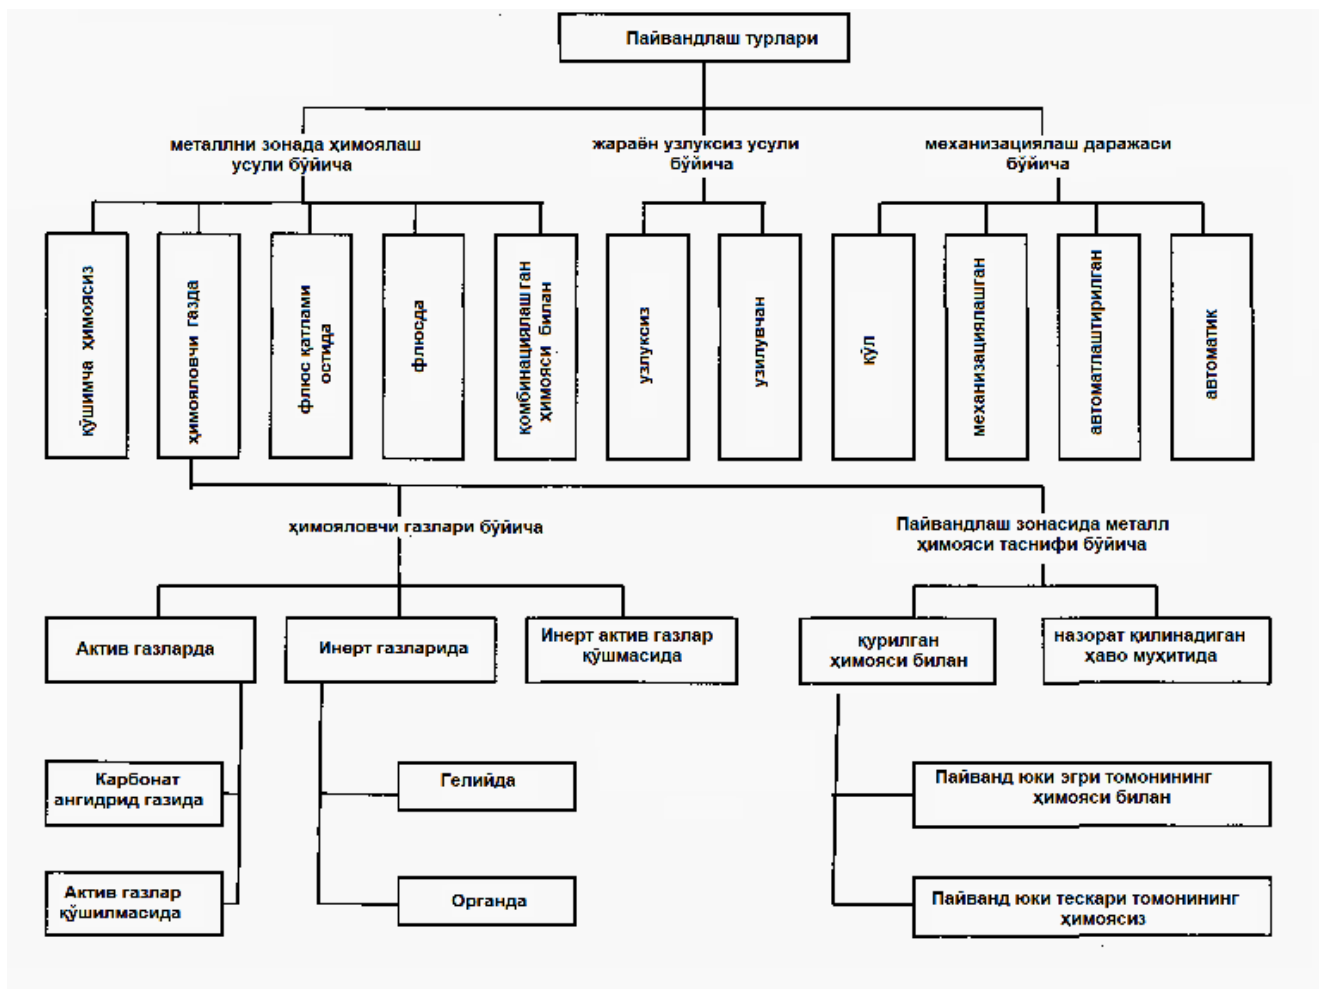 Пайвандлаш турлари
металлни зонада ҳимоялаш
усули бўйича
жараён узлуксиз усули
бўйича
механизациялаш даражаси
бўйича
қўшимча ҳимоясиз
ҳимояловчи газда
флюс қатлами
остида
флюсда
қомбинациялашган
ҳимояси билан
узлуксиз
узилувчан
қўл
механизациялашган
автоматлаштирилган
автоматик
ҳимояловчи газлари бўйича
Пайвандлаш зонасида металл
ҳимояси таснифи бўйича
Актив газларда
Инерт газларида
Инерт актив газлар
қўшмасида
қурилган
ҳимояси билан
назорат қилинадиган
ҳаво муҳитида
Карбонат
ангидрид газида
Гелийда
Пайванд юки эгри томонининг
ҳимояси билан
Актив газлар
қўшилмасида
Органда
Пайванд юки тескари томонининг
ҳимоясиз